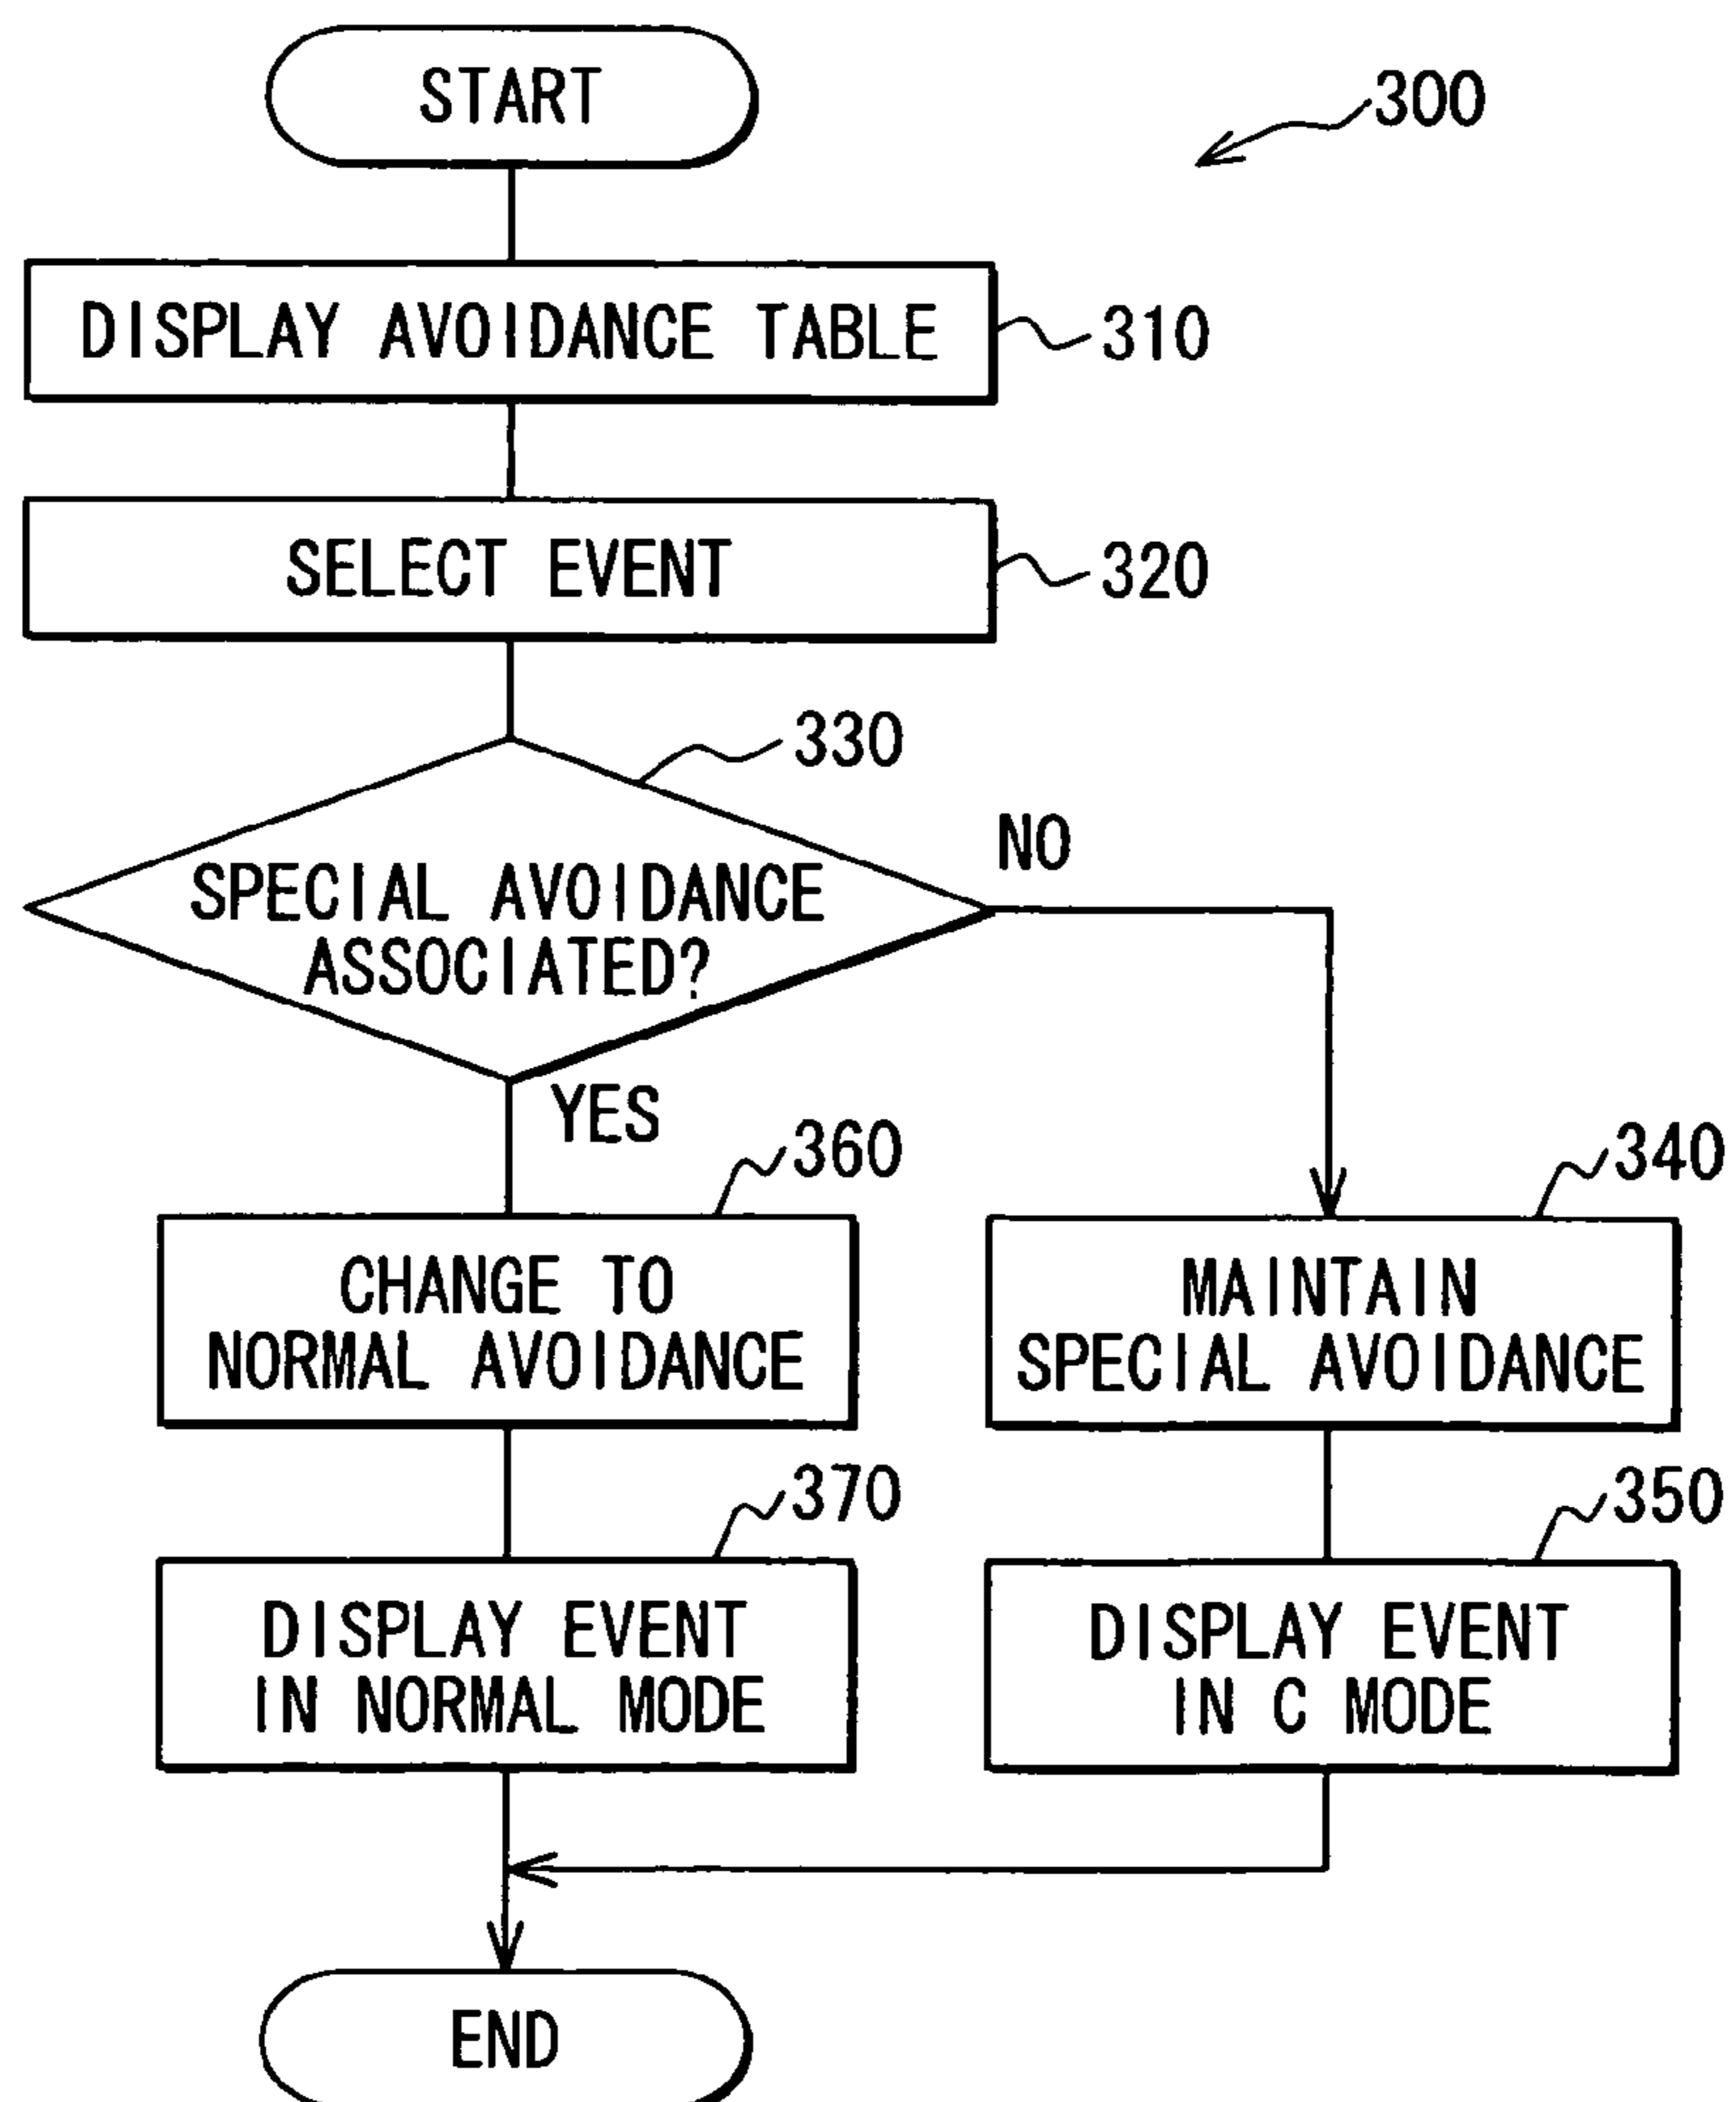 START
300
DISPLAY AVOIDANCE TABLE
310
SELECT EVENT
320
330
SPECIAL AVOIDANCE
ASSOCIATED?
NO
YES
360
CHANGE TO
NORMAL AVOIDANCE
340
MAINTAIN
SPECIAL AVOIDANCE
370
DISPLAY EVENT
IN NORMAL MODE
350
DISPLAY EVENT
IN C MODE
END